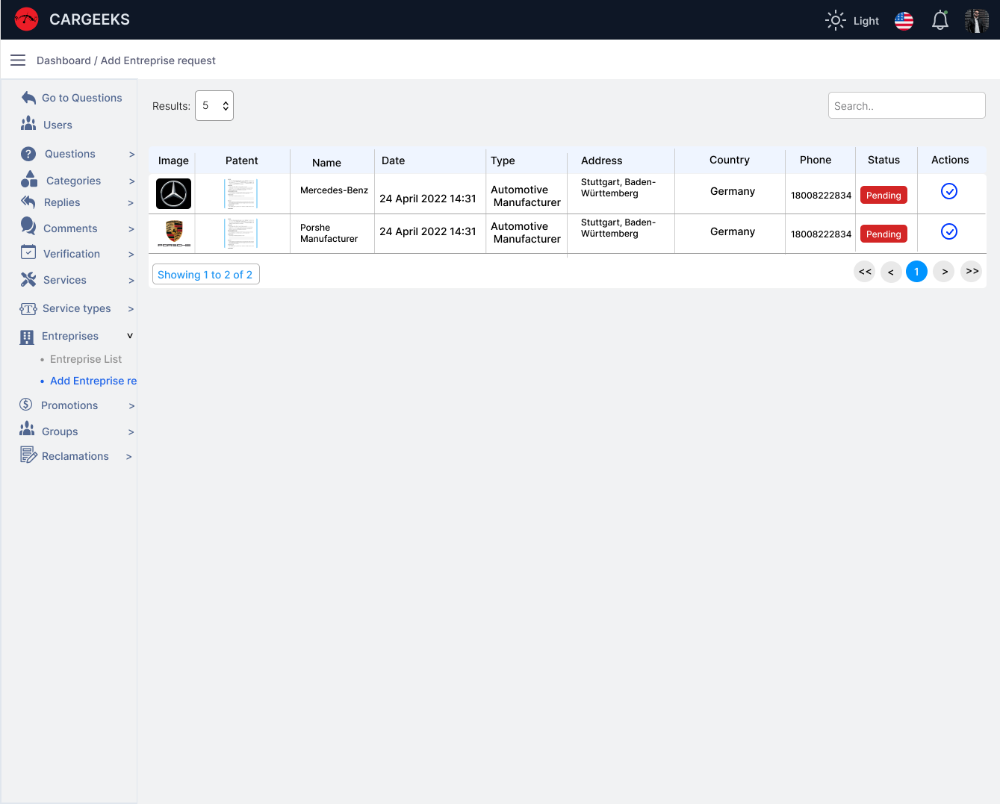 CARGEEKS
Light
Dashboard / Add Entreprise request
Go to Questions
Users
Questions >
Categories >
Replies >
Comments >
Verification >
Services >
Service types >
Entreprises v
• Entreprise List
• Add Entreprise re
Promotions >
Groups >
Reclamations >
Results: 5
Search..
Image Patent Name Date Type Address Country Phone Status Actions
Mercedes-Benz
24 April 2022 14:31
Automotive
Manufacturer
Stuttgart, Baden-
Württemberg
Germany
18008222834
Pending
PORSCHE
Porshe
Manufacturer
24 April 2022 14:31
Automotive
Manufacturer
Stuttgart, Baden-
Württemberg
Germany
18008222834
Pending
Showing 1 to 2 of 2
<< < 1 > >>